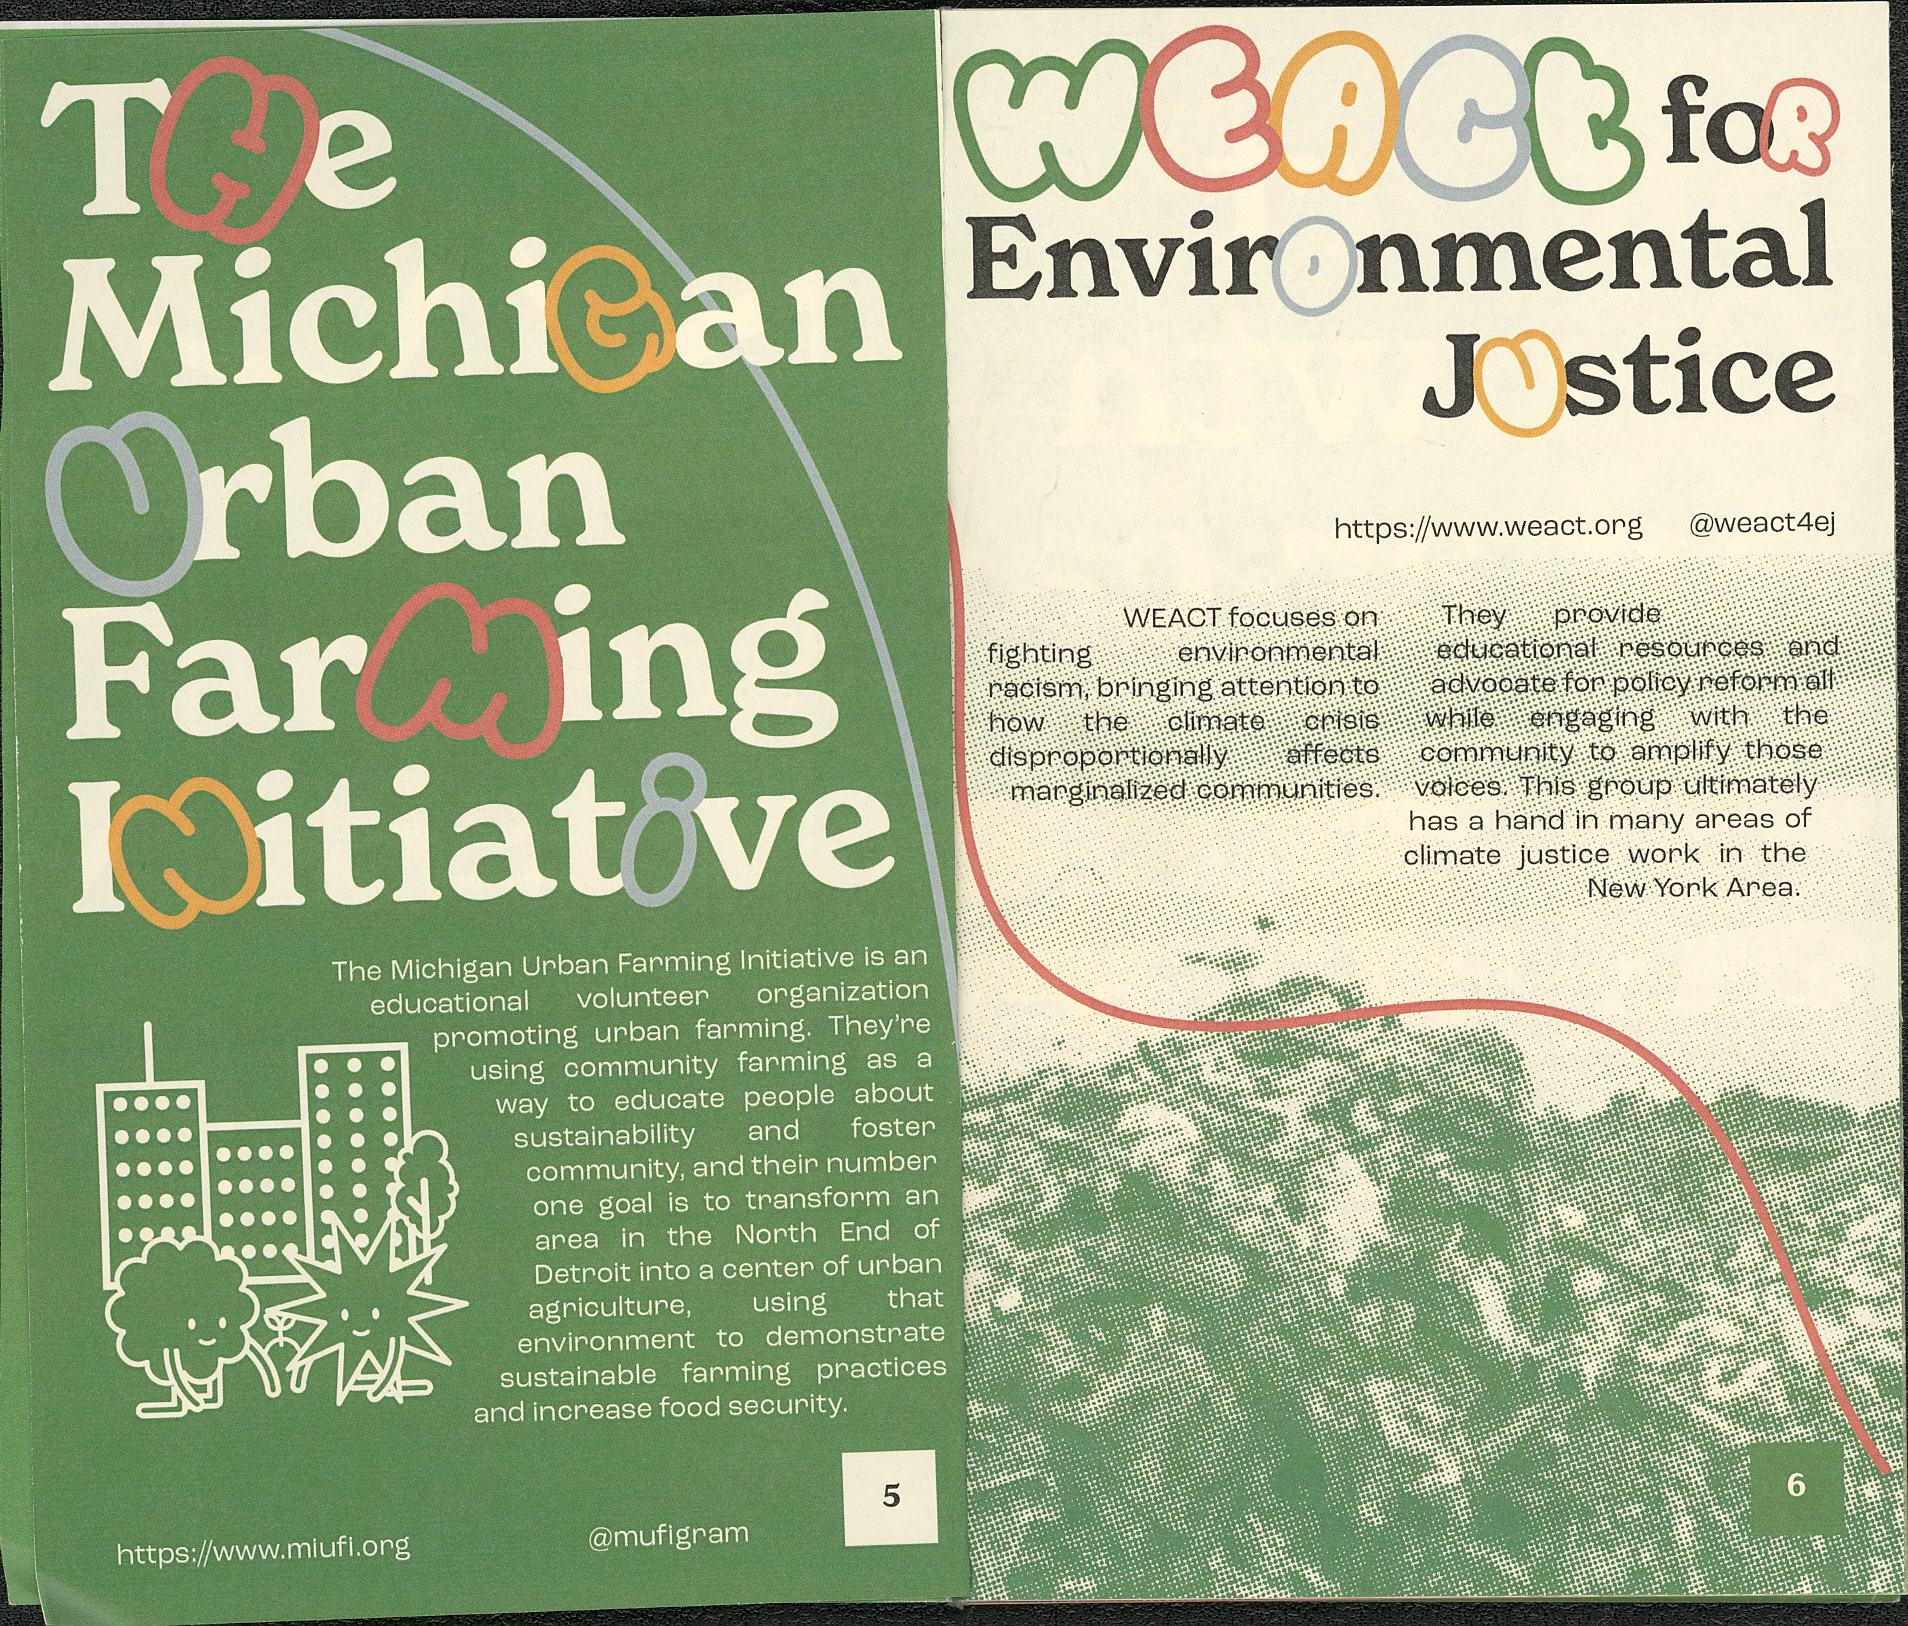 The
MichiGan
Urban
FarMing
INitiative
The Michigan Urban Farming Initiative is an
educational volunteer organization
promoting urban farming. They're
using community farming as a
way to educate people about
sustainability and foster
community, and their number
one goal is to transform an
area in the North End of
Detroit into a center of urban
agriculture, using that
environment to demonstrate
sustainable farming practices
and increase food security.
5
https://www.miufi.org
@mufigram
WEACt foR
Environmental
Justice
https://www.weact.org
@weact4ej
WEACT focuses on
fighting environmental
racism, bringing attention to
how the climate crisis
disproportionally affects
marginalized communities.
They provide
educational resources and
advocate for policy reform all
while engaging with the
community to amplify those
voices. This group ultimately
has a hand in many areas of
climate justice work in the
New York Area.
6